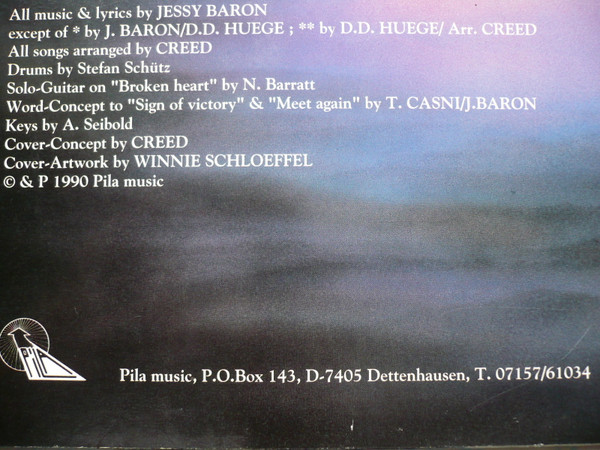 All music & lyrics by JESSY BARON
except of * by J. BARON/D.D. HUEGE ; ** by D.D. HUEGE/ Arr. CREED
All songs arranged by CREED
Drums by Stefan Schütz
Solo-Guitar on "Broken heart" by N. Barratt
Word-Concept to "Sign of victory" & "Meet again" by T. CASNI/J.BARON
Keys by A. Seibold
Cover-Concept by CREED
Cover-Artwork by WINNIE SCHLOEFFEL
© & P 1990 Pila music
PILA
Pila music, P.O.Box 143, D-7405 Dettenhausen, T. 07157/61034